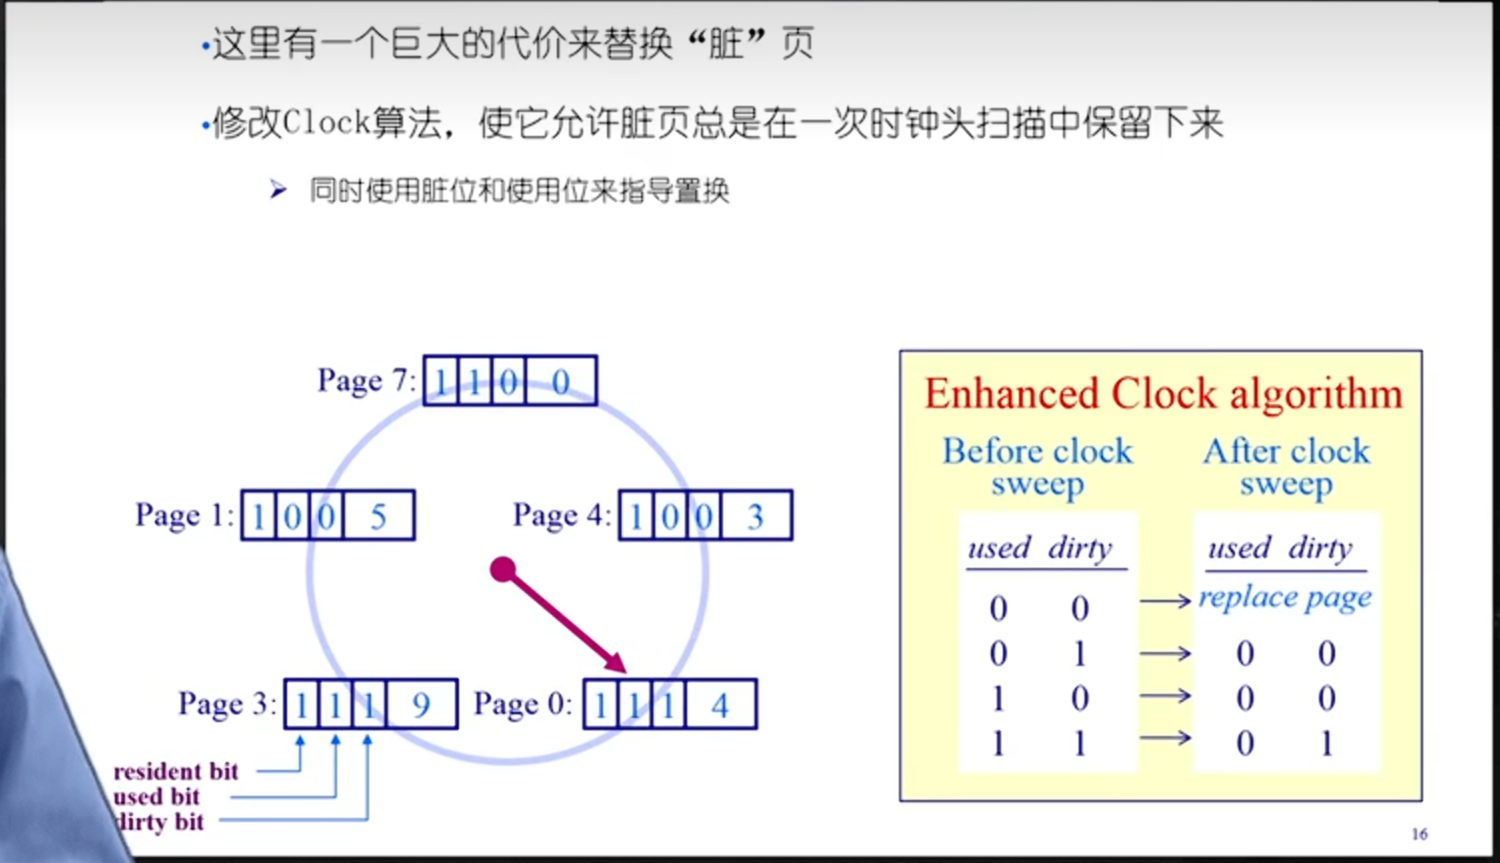 •这里有一个巨大的代价来替换“脏”页
•修改Clock算法，使它允许脏页总是在一次时钟头扫描中保留下来
➢ 同时使用脏位和使用位来指导置换
Page 7: 1 1 0 0
Page 1: 1 0 0 5
Page 4: 1 0 0 3
Page 3: 1 1 1 9
Page 0: 1 1 1 4
resident bit
used bit
dirty bit
Enhanced Clock algorithm
Before clock sweep
After clock sweep
used dirty used dirty
0 0 → replace page
0 1 → 0 0
1 0 → 0 0
1 1 → 0 1
16